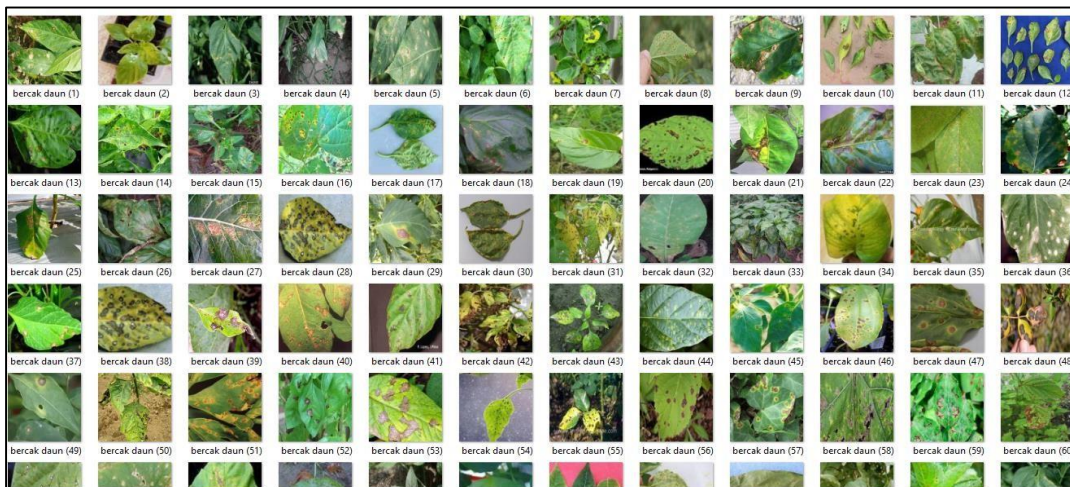 bercak daun (1) bercak daun (2) bercak daun (3) bercak daun (4) bercak daun (5) bercak daun (6) bercak daun (7) bercak daun (8) bercak daun (9) bercak daun (10) bercak daun (11) bercak daun (12)
bercak daun (13) bercak daun (14) bercak daun (15) bercak daun (16) bercak daun (17) bercak daun (18) bercak daun (19) bercak daun (20) bercak daun (21) bercak daun (22) bercak daun (23) bercak daun (24)
bercak daun (25) bercak daun (26) bercak daun (27) bercak daun (28) bercak daun (29) bercak daun (30) bercak daun (31) bercak daun (32) bercak daun (33) bercak daun (34) bercak daun (35) bercak daun (36)
bercak daun (37) bercak daun (38) bercak daun (39) bercak daun (40) bercak daun (41) bercak daun (42) bercak daun (43) bercak daun (44) bercak daun (45) bercak daun (46) bercak daun (47) bercak daun (48)
bercak daun (49) bercak daun (50) bercak daun (51) bercak daun (52) bercak daun (53) bercak daun (54) bercak daun (55) bercak daun (56) bercak daun (57) bercak daun (58) bercak daun (59) bercak daun (60)